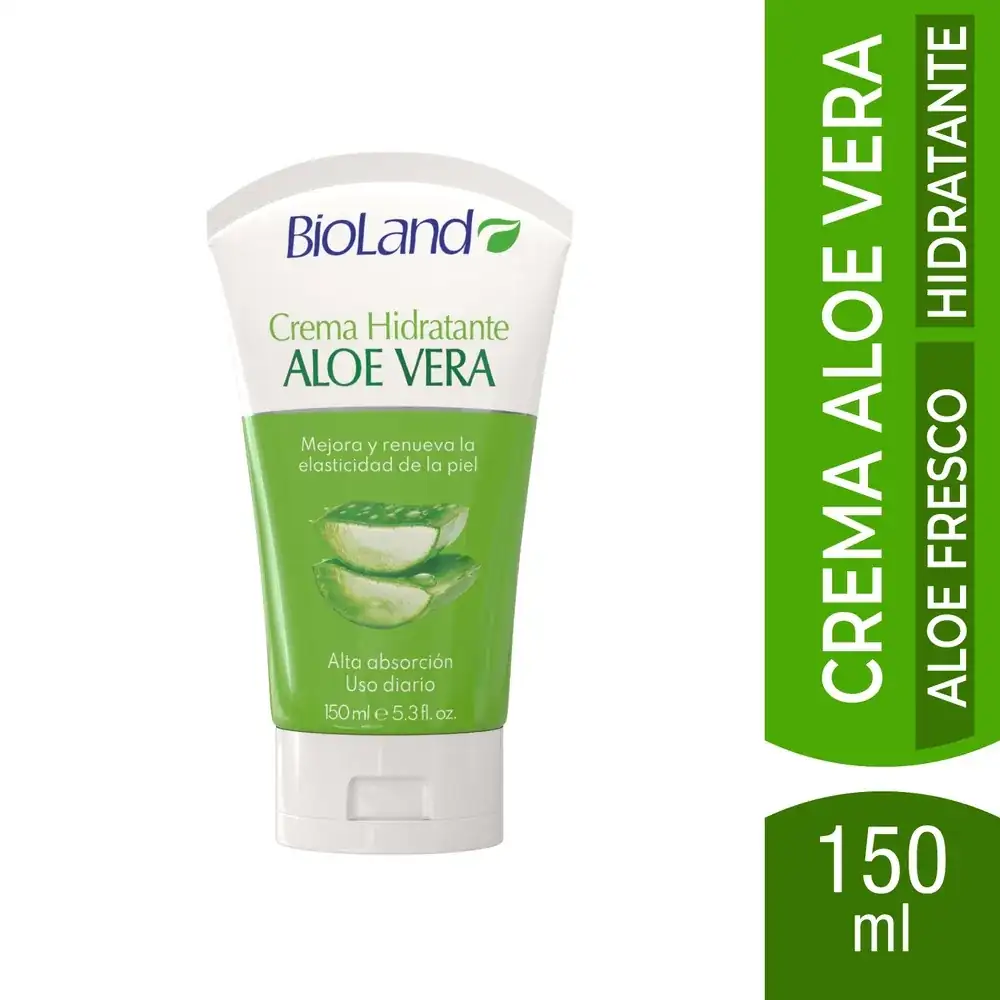 BioLand
Crema Hidratante
ALOE VERA
Mejora y renueva la
elasticidad de la piel
Alta absorción
Uso diario
150 ml e 5.3 fl. oz.
CREMA ALOE VERA
ALOE FRESCO
HIDRATANTE
150
ml